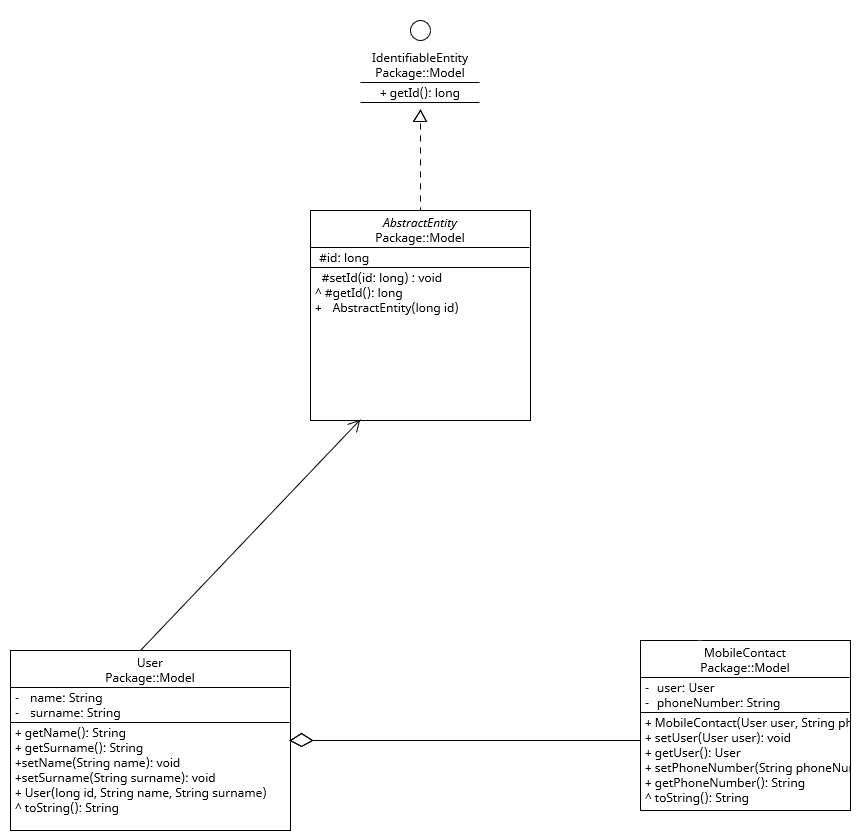 IdentifiableEntity
Package::Model
+ getId(): long
AbstractEntity
Package::Model
#id: long
#setId(id: long) : void
^ #getId(): long
+ AbstractEntity(long id)
User
Package::Model
- name: String
- surname: String
+ getName(): String
+ getSurname(): String
+setName(String name): void
+setSurname(String surname): void
+ User(long id, String name, String surname)
^ toString(): String
MobileContact
Package::Model
- user: User
- phoneNumber: String
+ MobileContact(User user, String ph
+ setUser(User user): void
+ getUser(): User
+ setPhoneNumber(String phoneNu
+ getPhoneNumber(): String
^ toString(): String